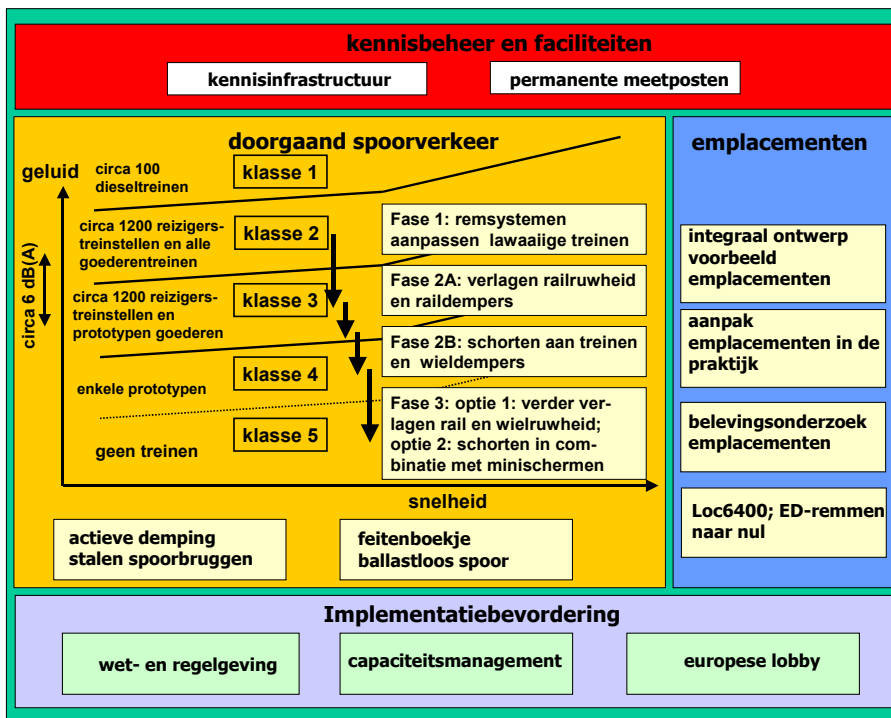 kennisbeheer en faciliteiten
kennisinfrastructuur
permanente meetposten
doorgaand spoorverkeer
geluid
circa 6 dB(A)
circa 100
dieseltreinen
klasse 1
circa 1200 reizigers-
treinstellen en alle
goederentreinen
klasse 2
circa 1200 reizigers-
treinstellen en
prototypen goederen
klasse 3
enkele prototypen
klasse 4
geen treinen
klasse 5
Fase 1: remsystemen
aanpassen lawaaiige treinen
Fase 2A: verlagen railruwheid
en raildempers
Fase 2B: schorten aan treinen
en wieldempers
Fase 3: optie 1: verder ver-
lagen rail en wielruwheid;
optie 2: schorten in com-
binatie met minischermen
snelheid
actieve demping
stalen spoorbruggen
feitenboekje
ballastloos spoor
emplacementen
integraal ontwerp
voorbeeld
emplacementen
aanpak
emplacementen in de
praktijk
belevingsonderzoek
emplacementen
Loc6400; ED-remmen
naar nul
Implementatiebevordering
wet- en regelgeving
capaciteitsmanagement
europese lobby